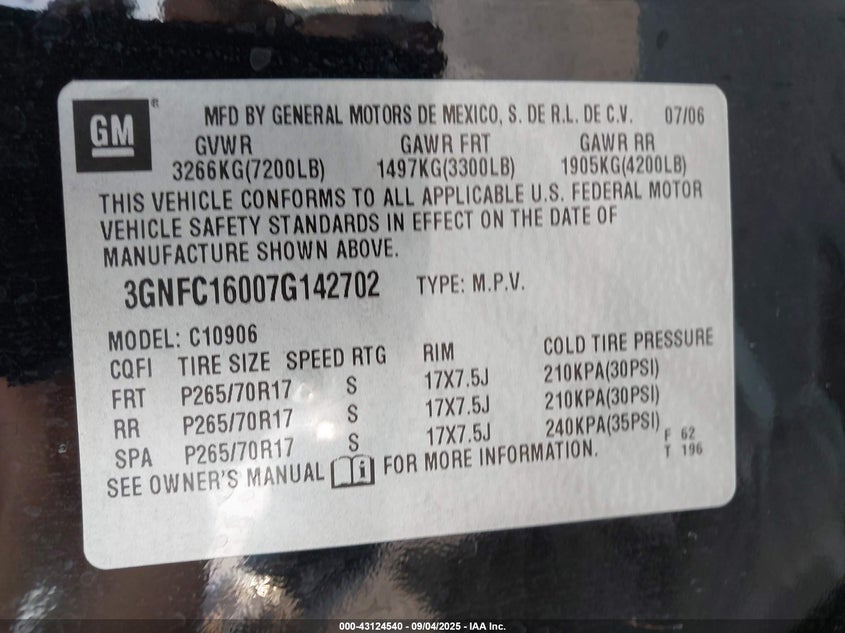 GM ®
MFD BY GENERAL MOTORS DE MEXICO, S. DE R.L. DE C.V. 07/06
GVWR GAWR FRT GAWR RR
3266KG(7200LB) 1497KG(3300LB) 1905KG(4200LB)
THIS VEHICLE CONFORMS TO ALL APPLICABLE U.S. FEDERAL MOTOR
VEHICLE SAFETY STANDARDS IN EFFECT ON THE DATE OF
MANUFACTURE SHOWN ABOVE.
3GNFC16007G142702 TYPE: M.P.V.
MODEL: C10906
CQFI TIRE SIZE SPEED RTG RIM COLD TIRE PRESSURE
FRT P265/70R17 S 17X7.5J 210KPA(30PSI)
RR P265/70R17 S 17X7.5J 210KPA(30PSI)
SPA P265/70R17 S 17X7.5J 240KPA(35PSI)
F 62
T 196
SEE OWNER'S MANUAL i FOR MORE INFORMATION.
000-43124540 - 09/04/2025 - IAA Inc.